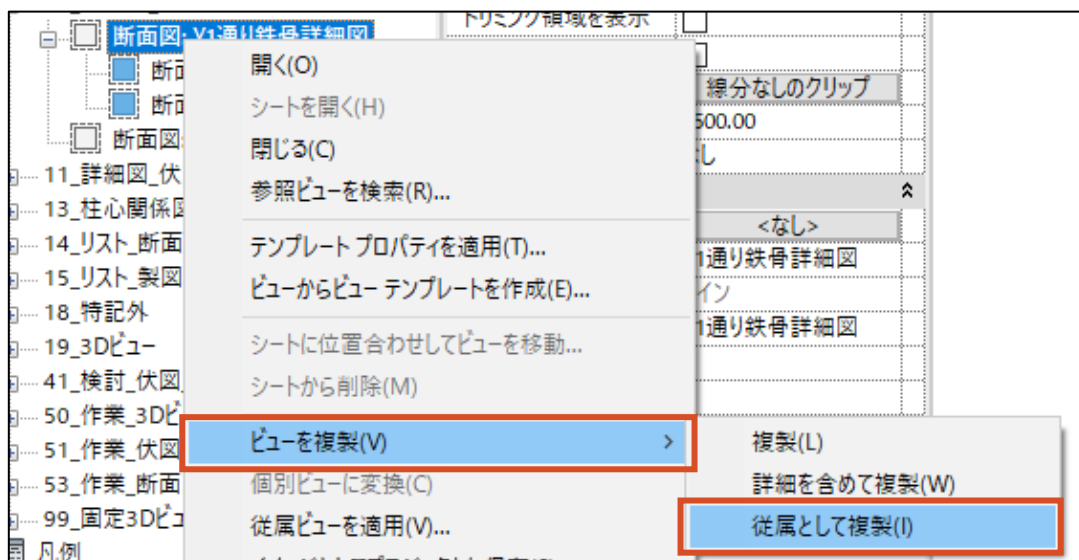 トリミング領域を表示
断面図: Y1通り鉄骨詳細図
断面
断面
断面図:
11_詳細図_伏
13_柱心関係図
14_リスト_断面
15_リスト_製図
18_特記外
19_3Dビュー
41_検討_伏図_
50_作業_3Dビ
51_作業_伏図
53_作業_断面
99_固定3Dビュ
凡例
開く(O)
シートを開く(H)
閉じる(C)
参照ビューを検索(R)...
テンプレート プロパティを適用(T)...
ビューからビュー テンプレートを作成(E)...
シートに位置合わせしてビューを移動...
シートから削除(M)
ビューを複製(V)
個別ビューに変換(C)
従属ビューを適用(V)...
複製(L)
詳細を含めて複製(W)
従属として複製(I)
線分なしのクリップ
500.00
し
<なし>
1通り鉄骨詳細図
イン
1通り鉄骨詳細図